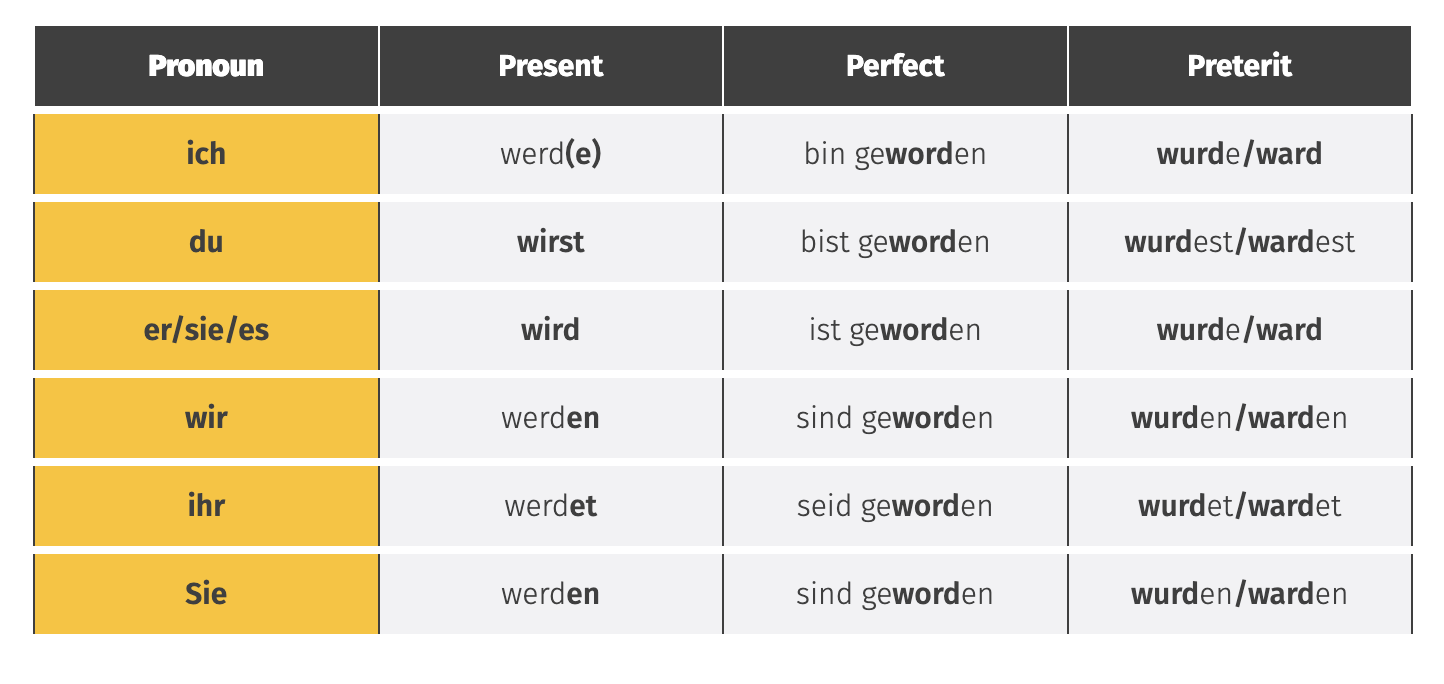 Pronoun Present Perfect Preterit
ich werd(e) bin geworden wurde/ward
du wirst bist geworden wurdest/wardest
er/sie/es wird ist geworden wurde/ward
wir werden sind geworden wurden/warden
ihr werdet seid geworden wurdet/wardet
Sie werden sind geworden wurden/warden